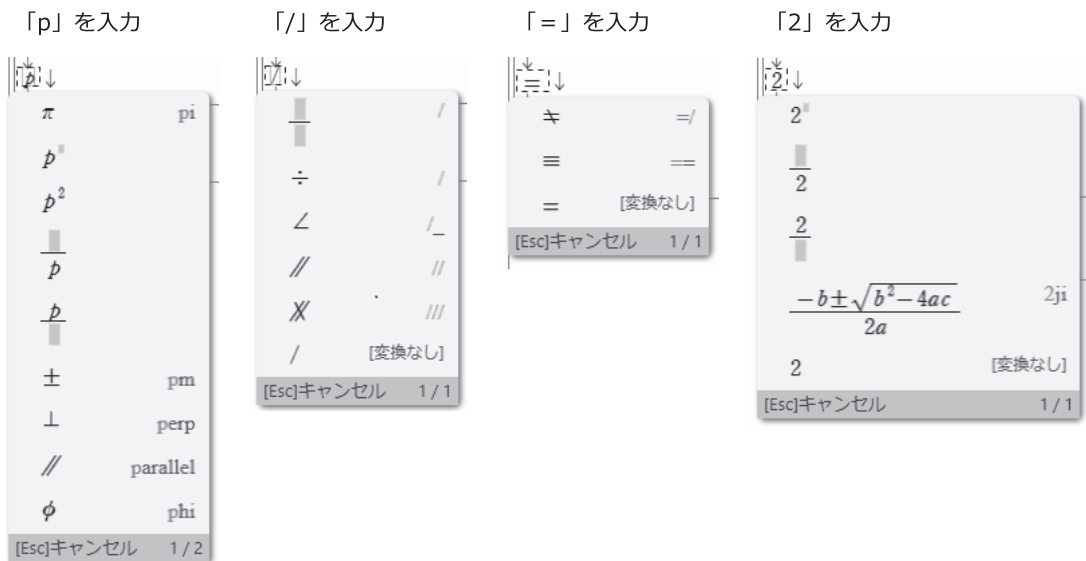 「p」を入力
p↓
π pi
p▫
p²
▯/p
p/▯
± pm
⊥ perp
⫽ parallel
ϕ phi
[Esc]キャンセル 1 / 2
「/」を入力
/↓
▯/▯ /
÷ /
∠ /_
⫽ //
∦ ///
/ [変換なし]
[Esc]キャンセル 1 / 1
「=」を入力
=↓
≠ =/
≡ ==
= [変換なし]
[Esc]キャンセル 1 / 1
「2」を入力
2↓
2▫
▯/2
2/▯
(−b±√(b²−4ac))/2a 2ji
2 [変換なし]
[Esc]キャンセル 1 / 1